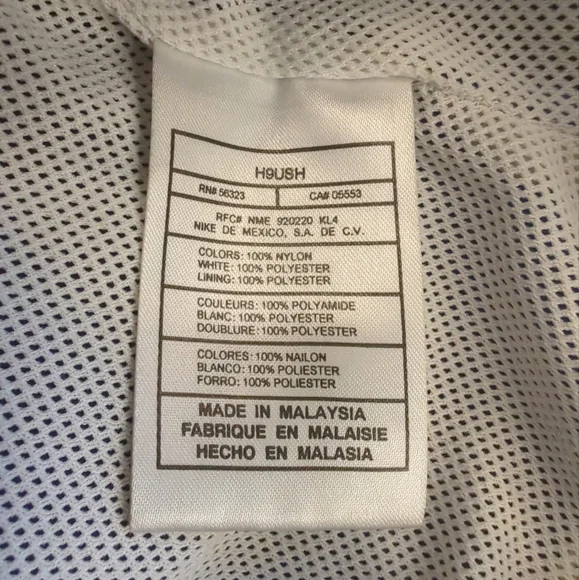 H9USH
RN# 56323
CA# 05553
RFC# NME 920220 KL4
NIKE DE MEXICO, S.A. DE C.V.
COLORS: 100% NYLON
WHITE: 100% POLYESTER
LINING: 100% POLYESTER
COULEURS: 100% POLYAMIDE
BLANC: 100% POLYESTER
DOUBLURE: 100% POLYESTER
COLORES: 100% NAILON
BLANCO: 100% POLIESTER
FORRO: 100% POLIESTER
MADE IN MALAYSIA
FABRIQUE EN MALAISIE
HECHO EN MALASIA